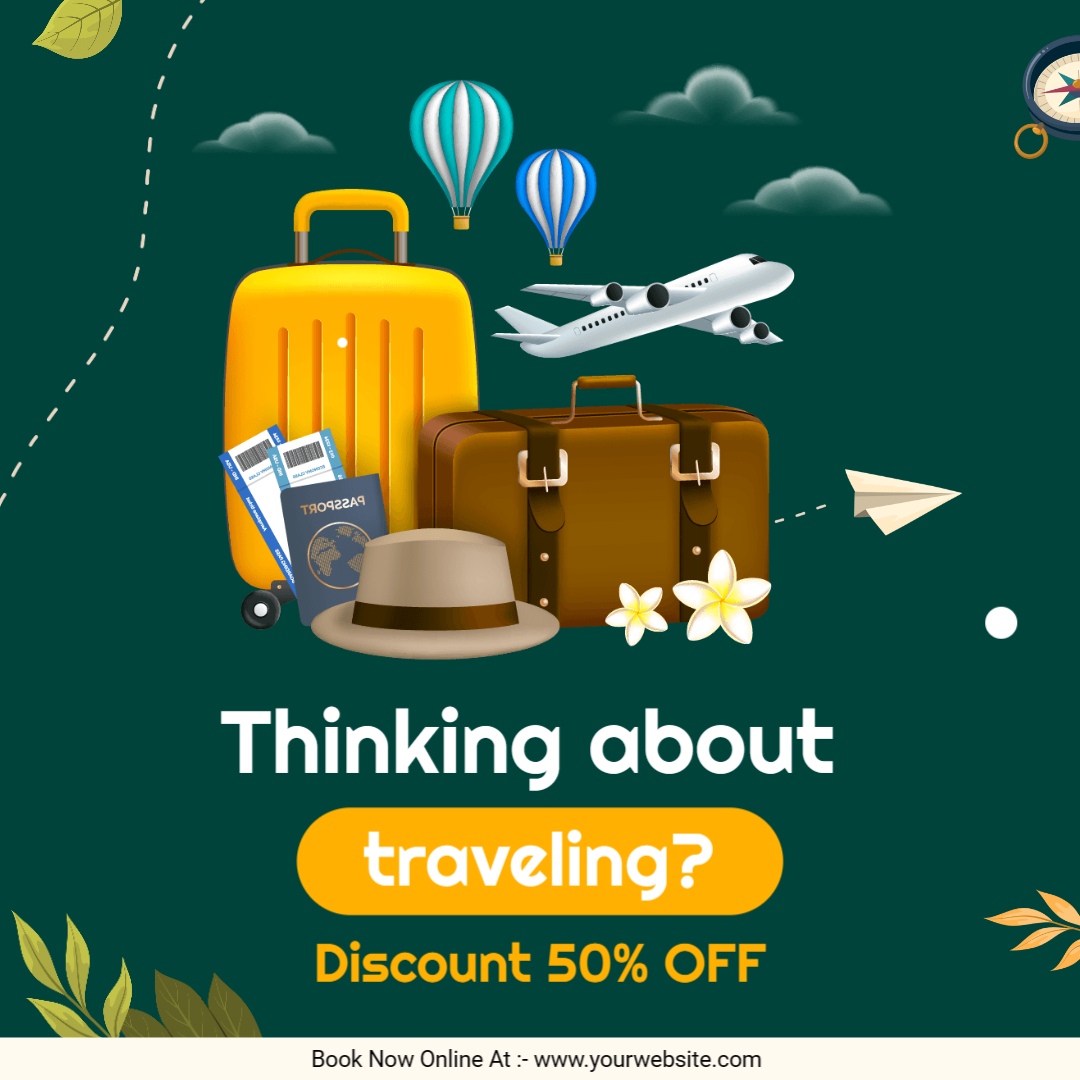 PASSPORT
Thinking about
traveling?
Discount 50% OFF
Book Now Online At :- www.yourwebsite.com